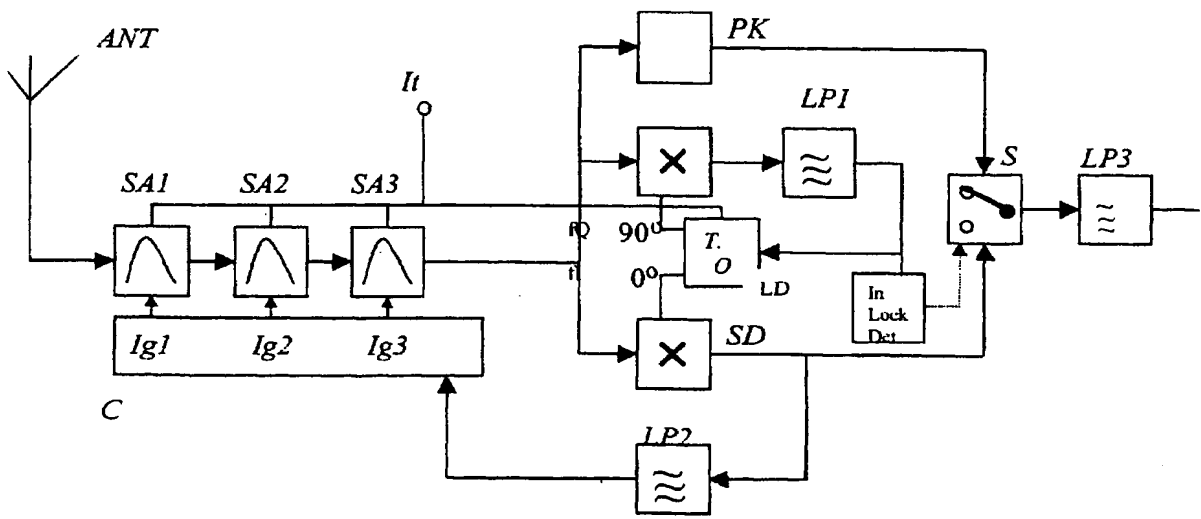 ANT
PK
It
LP1
SA1 SA2 SA3
S
LP3
90°
T.
O
0°
LD
In
Lock
Det
SD
Ig1 Ig2 Ig3
C
LP2